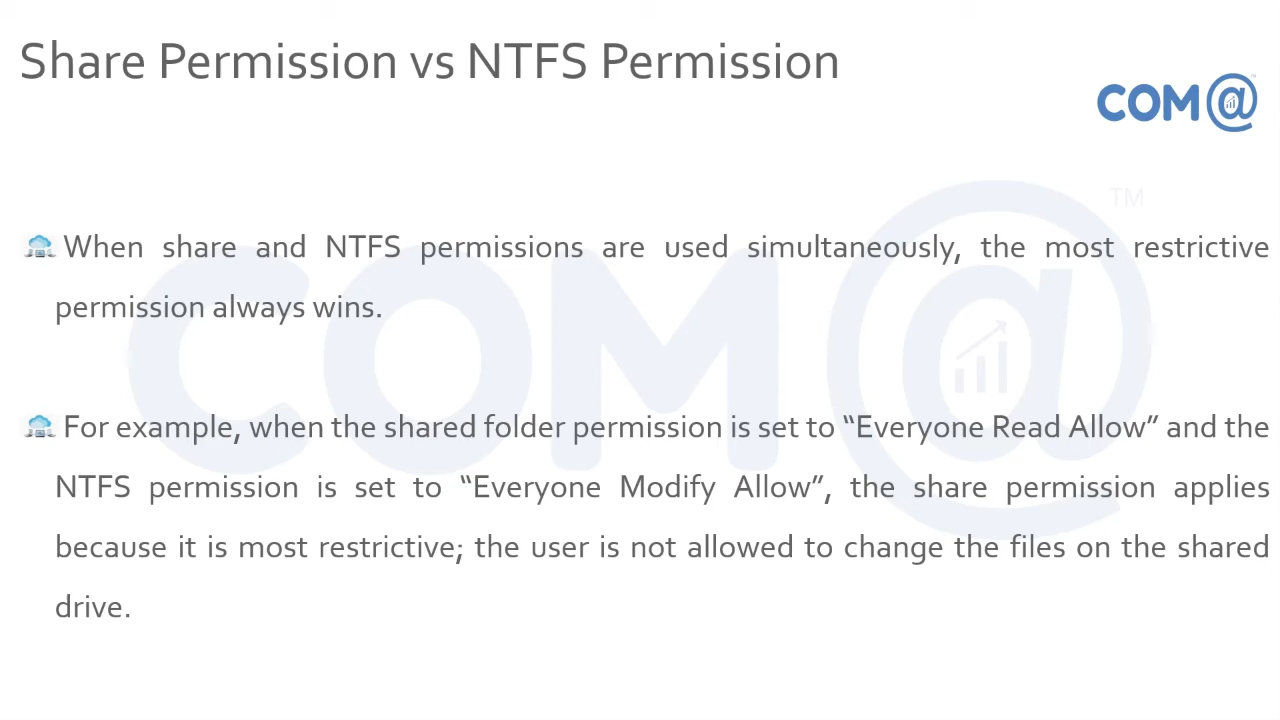 Share Permission vs NTFS Permission
COM@
TM
When share and NTFS permissions are used simultaneously, the most restrictive
permission always wins.
For example, when the shared folder permission is set to “Everyone Read Allow” and the
NTFS permission is set to “Everyone Modify Allow”, the share permission applies
because it is most restrictive; the user is not allowed to change the files on the shared
drive.
COM@
TM